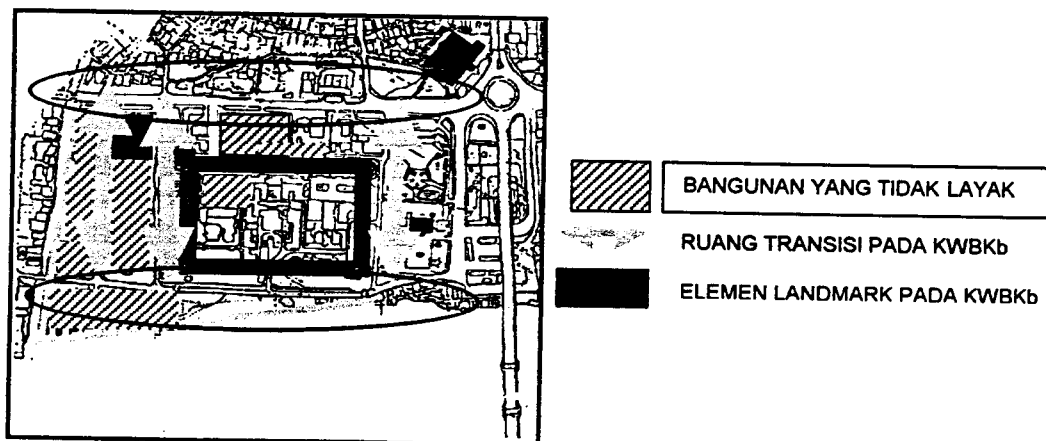 BANGUNAN YANG TIDAK LAYAK
RUANG TRANSISI PADA KWBKb
ELEMEN LANDMARK PADA KWBKb